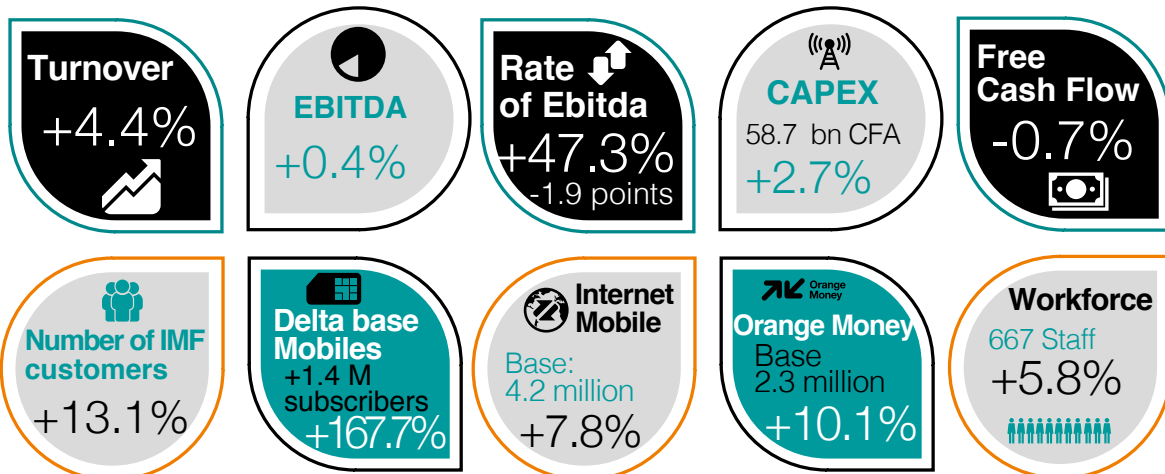 Turnover
+4.4%
EBITDA
+0.4%
Rate
of Ebitda
+47.3%
-1.9 points
CAPEX
58.7 bn CFA
+2.7%
Free
Cash Flow
-0.7%
Number of IMF
customers
+13.1%
Delta base
Mobiles
+1.4 M
subscribers
+167.7%
Internet
Mobile
Base:
4.2 million
+7.8%
Orange
Money
Orange Money
Base
2.3 million
+10.1%
Workforce
667 Staff
+5.8%